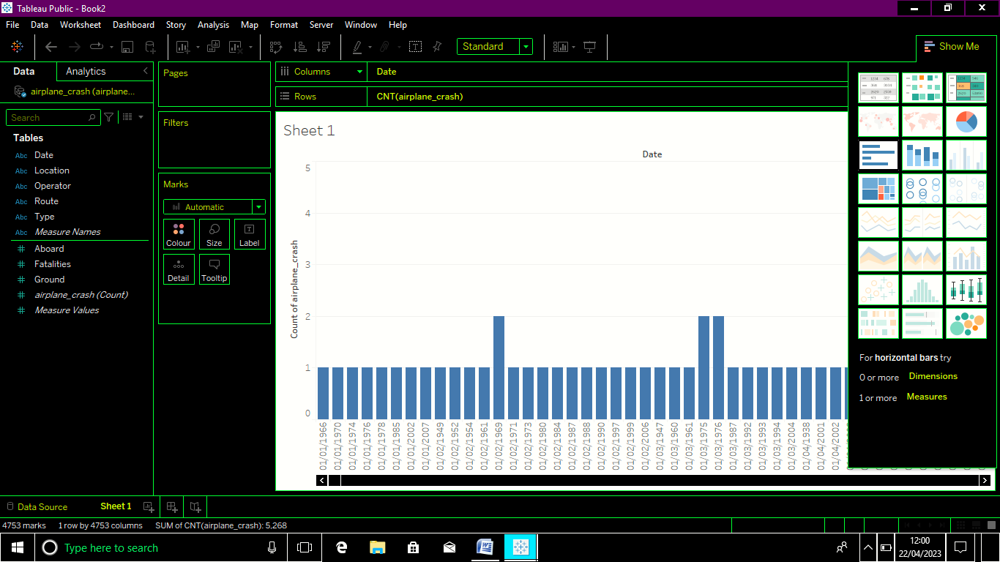 Tableau Public - Book2
File Data Worksheet Dashboard Story Analysis Map Format Server Window Help
Standard
Show Me
Data Analytics
Pages
Columns Date
airplane_crash (airplane...
Rows CNT(airplane_crash)
Search
Filters
Sheet 1
Tables
Abc Date
Abc Location
Abc Operator
Abc Route
Abc Type
Abc Measure Names
Aboard
Fatalities
Ground
airplane_crash (Count)
Measure Values
Marks
Automatic
Colour Size Label
Detail Tooltip
Date
Count of airplane_crash
5
4
3
2
1
0
01/01/1966
01/01/1970
01/01/1974
01/01/1976
01/01/1978
01/01/1985
01/01/2002
01/01/2007
01/02/1949
01/02/1952
01/02/1954
01/02/1961
01/02/1969
01/02/1971
01/02/1973
01/02/1980
01/02/1984
01/02/1987
01/02/1988
01/02/1990
01/02/1997
01/02/1999
01/02/2006
01/03/1947
01/03/1960
01/03/1961
01/03/1975
01/03/1976
01/03/1987
01/03/1992
01/03/1993
01/03/1994
01/03/2004
01/04/1938
01/04/2001
01/04/2002
For horizontal bars try
0 or more Dimensions
1 or more Measures
Data Source Sheet 1
4753 marks 1 row by 4753 columns SUM of CNT(airplane_crash): 5,268
Type here to search
12:00
22/04/2023